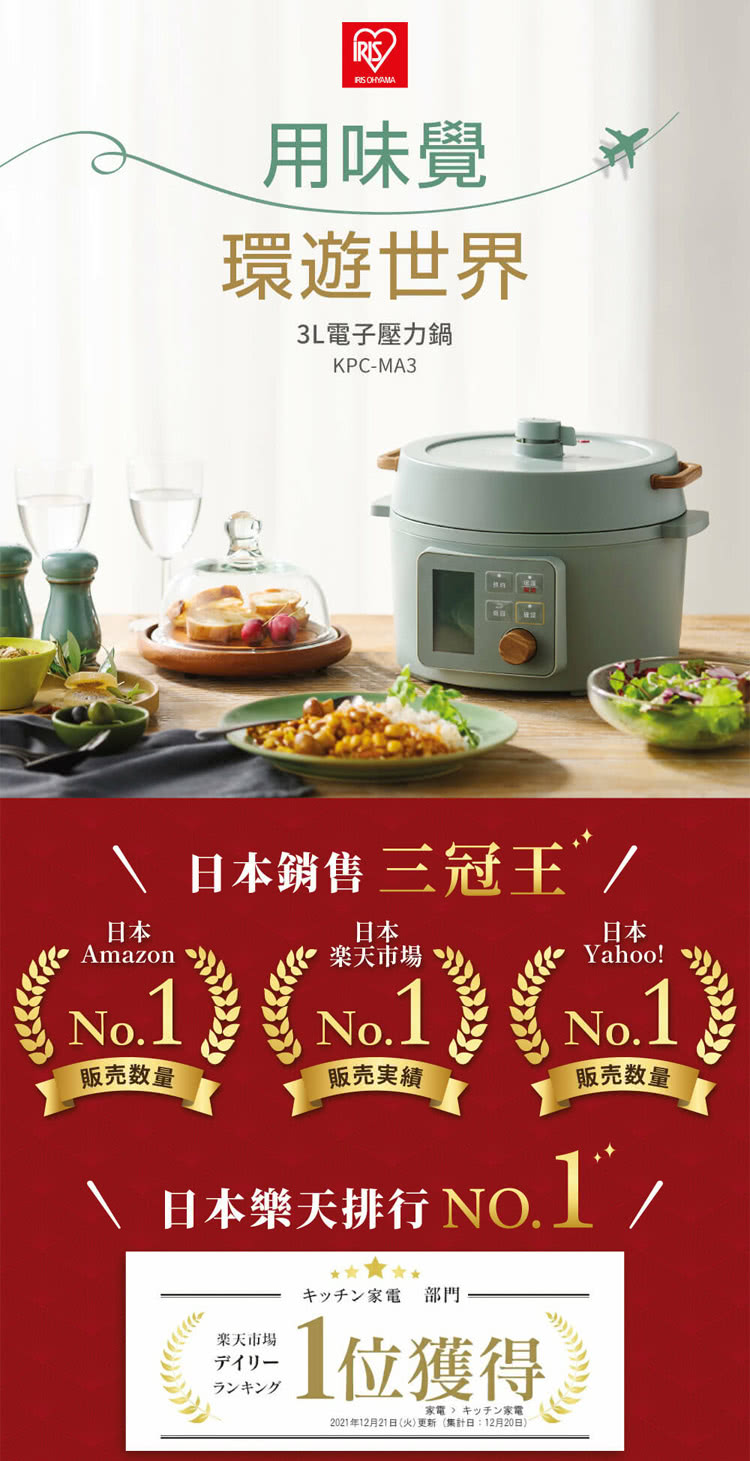 IRIS
IRIS OHYAMA
用味覺
環遊世界
3L電子壓力鍋
KPC-MA3
日本銷售 三冠王
日本
Amazon
No.1
販売数量
日本
楽天市場
No.1
販売実績
日本
Yahoo!
No.1
販売数量
日本樂天排行 NO.1
キッチン家電 部門
楽天市場
デイリー
ランキング
1位獲得
家電 > キッチン家電
2021年12月21日(火)更新 (集計日:12月20日)